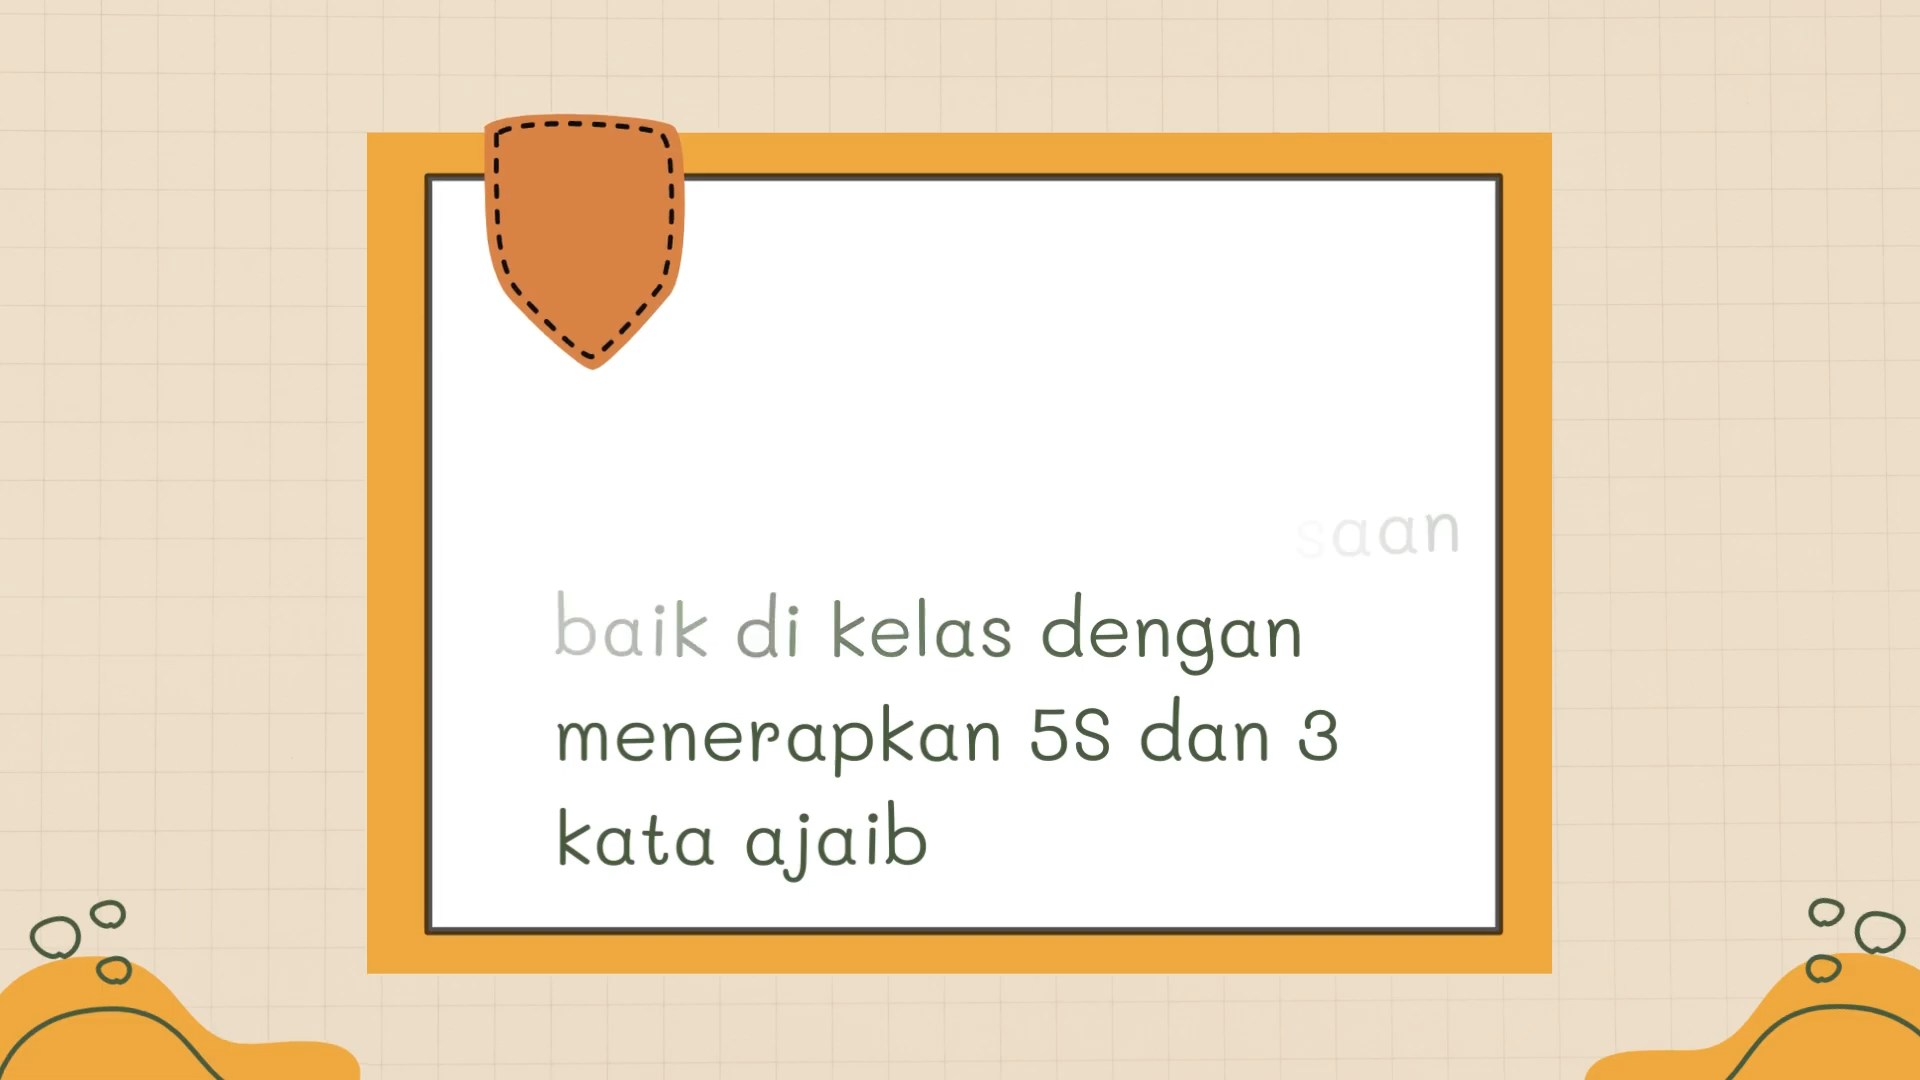 saan
baik di kelas dengan
menerapkan 5S dan 3
kata ajaib